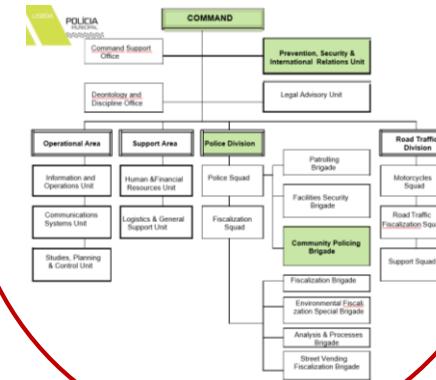 LISBOA
POLÍCIA
MUNICIPAL
COMMAND
Command Support
Office
Prevention, Security &
International Relations Unit
Deontology and
Discipline Office
Legal Advisory Unit
Operational Area
Support Area
Police Division
Road Traffic
Division
Information and
Operations Unit
Human &Financial
Resources Unit
Police Squad
Patrolling
Brigade
Motorcycles
Squad
Communications
Systems Unit
Logistics & General
Support Unit
Fiscalization
Squad
Facilities Security
Brigade
Road Traffic
Fiscalization Squa
Studies, Planning
& Control Unit
Community Policing
Brigade
Support Squad
Fiscalization Brigade
Environmental Fiscali
zation Special Brigade
Analysis & Processes
Brigade
Street Vending
Fiscalization Brigade